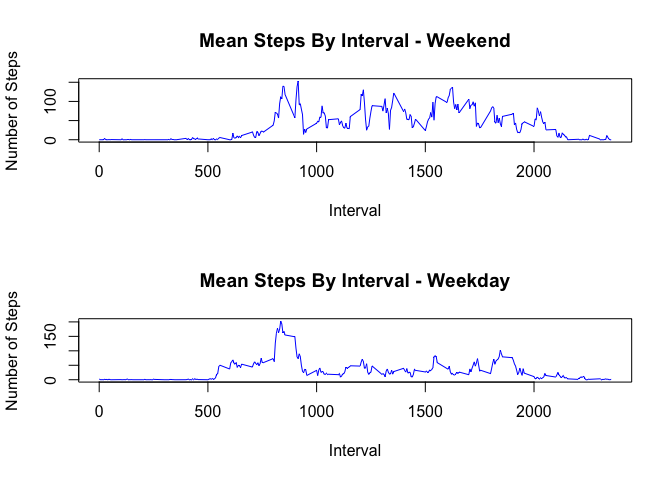 Mean Steps By Interval - Weekend
Number of Steps
100
0
0 500 1000 1500 2000
Interval
Mean Steps By Interval - Weekday
Number of Steps
150
0
0 500 1000 1500 2000
Interval